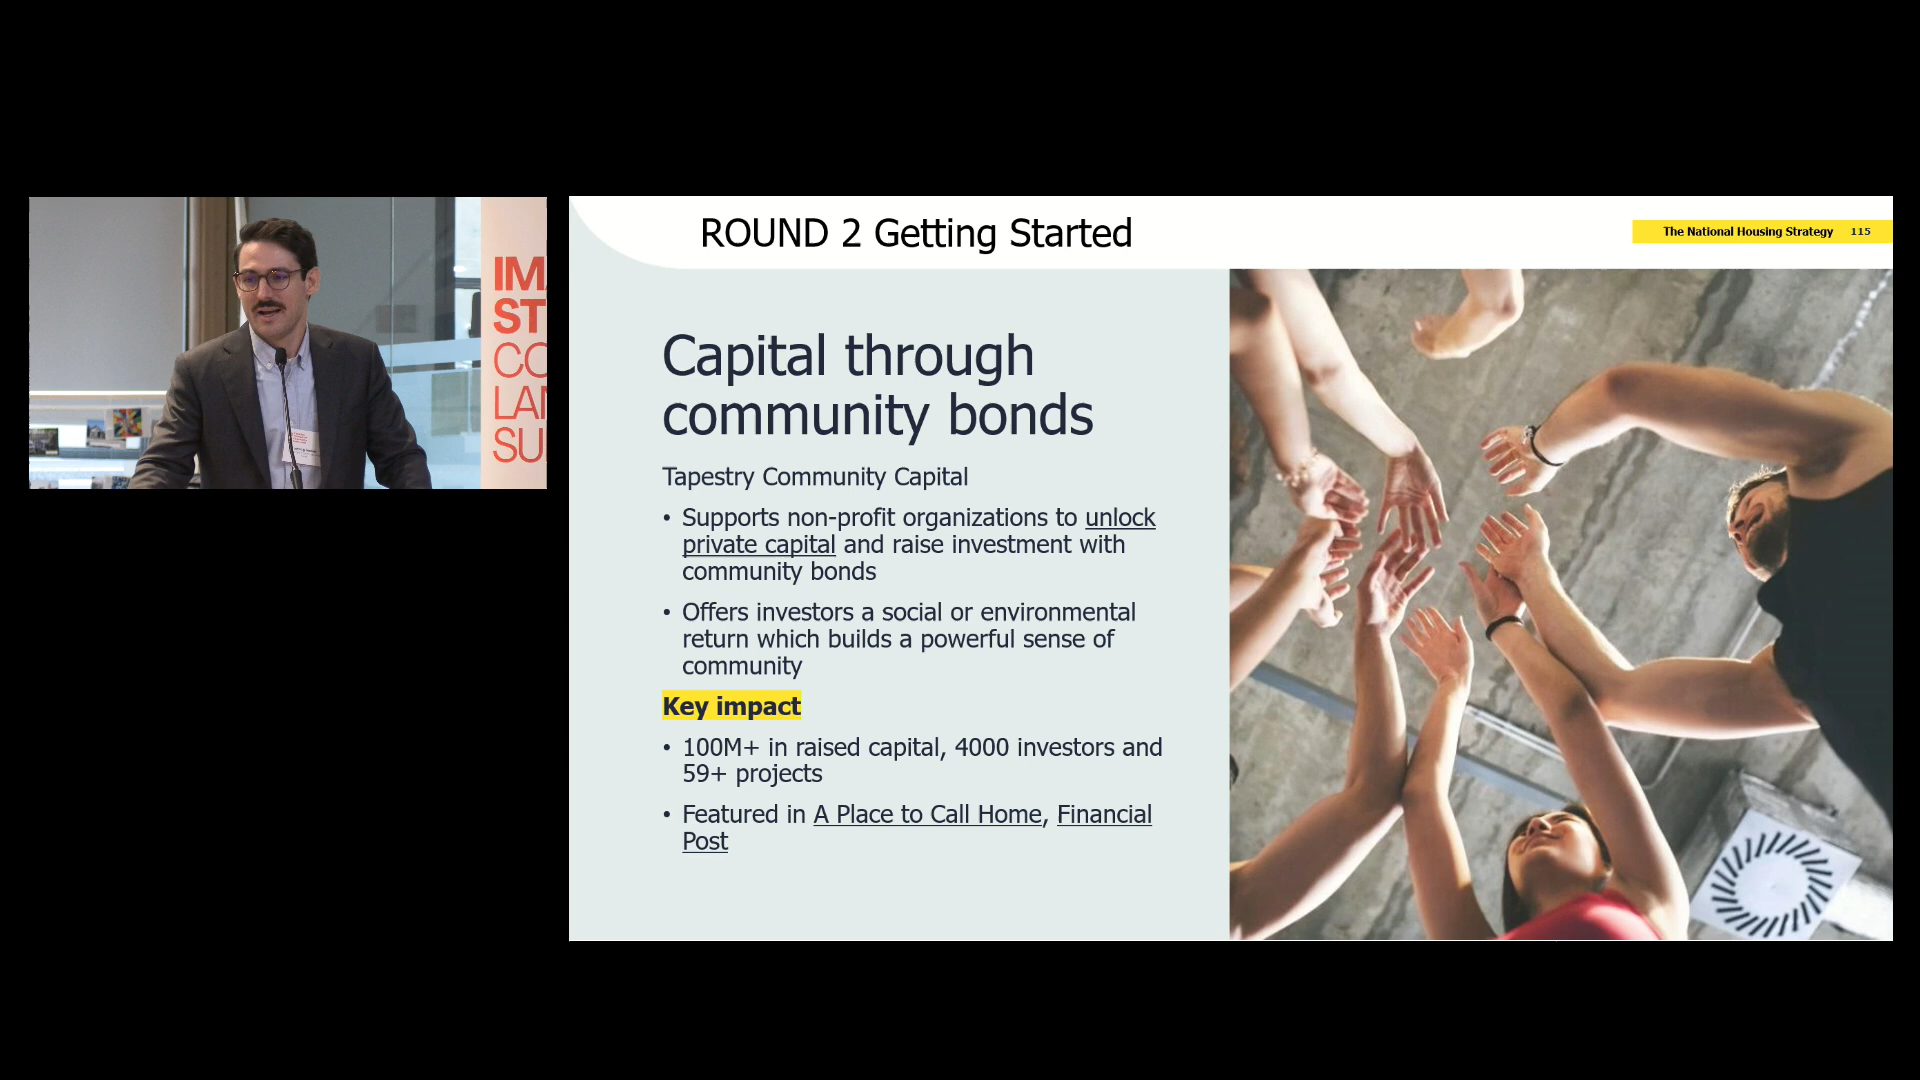 IM
ST
CO
LAN
SU
ROUND 2 Getting Started
The National Housing Strategy 115
Capital through
community bonds
Tapestry Community Capital
• Supports non-profit organizations to unlock
private capital and raise investment with
community bonds
• Offers investors a social or environmental
return which builds a powerful sense of
community
Key impact
• 100M+ in raised capital, 4000 investors and
59+ projects
• Featured in A Place to Call Home, Financial
Post